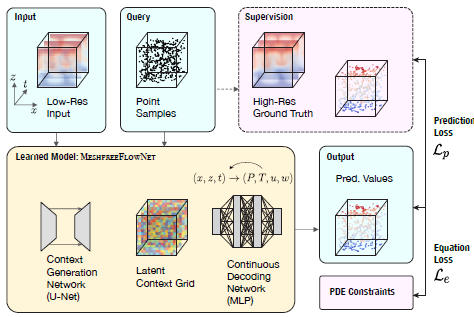 Input
Query
Supervision
z
t
x
Low-Res
Input
Point
Samples
High-Res
Ground Truth
Prediction
Loss
𝓛p
Learned Model: MESHFREEFLOWNET
(x, z, t) → (P, T, u, w)
Context
Generation
Network
(U-Net)
Latent
Context Grid
Continuous
Decoding
Network
(MLP)
Output
Pred. Values
Equation
Loss
𝓛e
PDE Constraints